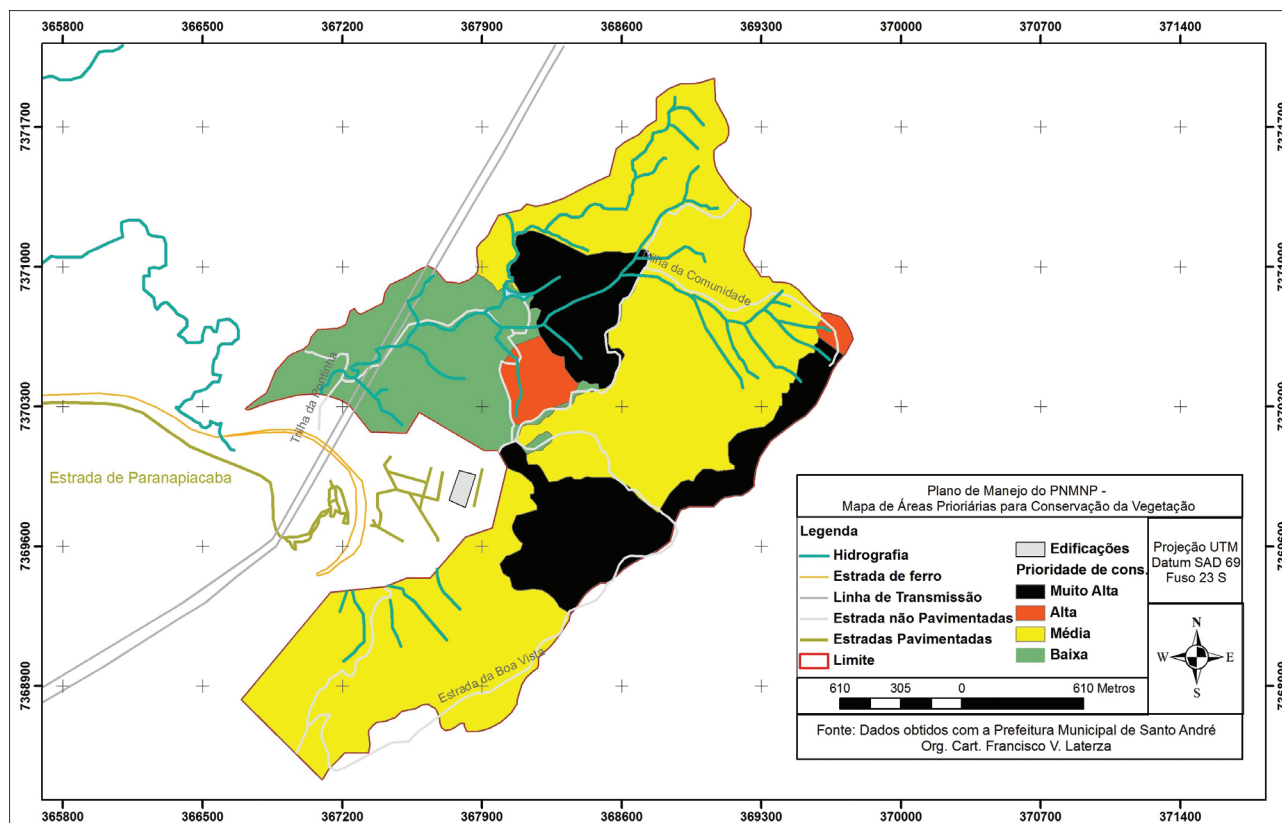 365800 366500 367200 367900 368600 369300 370000 370700 371400
7371700 7371700
7371000 7371000
7370300 7370300
7369600 7369600
7368900 7368900
Trilha da Comunidade
Trilha da Pontinha
Estrada de Paranapiacaba
Estrada da Boa Vista
Plano de Manejo do PNMNP -
Mapa de Áreas Prioriárias para Conservação da Vegetação
Legenda
Hidrografia
Estrada de ferro
Linha de Transmissão
Estrada não Pavimentadas
Estradas Pavimentadas
Limite
Edificações
Prioridade de cons.
Muito Alta
Alta
Média
Baixa
Projeção UTM
Datum SAD 69
Fuso 23 S
N
W E
S
610 305 0 610 Metros
Fonte: Dados obtidos com a Prefeitura Municipal de Santo André
Org. Cart. Francisco V. Laterza
365800 366500 367200 367900 368600 369300 370000 370700 371400